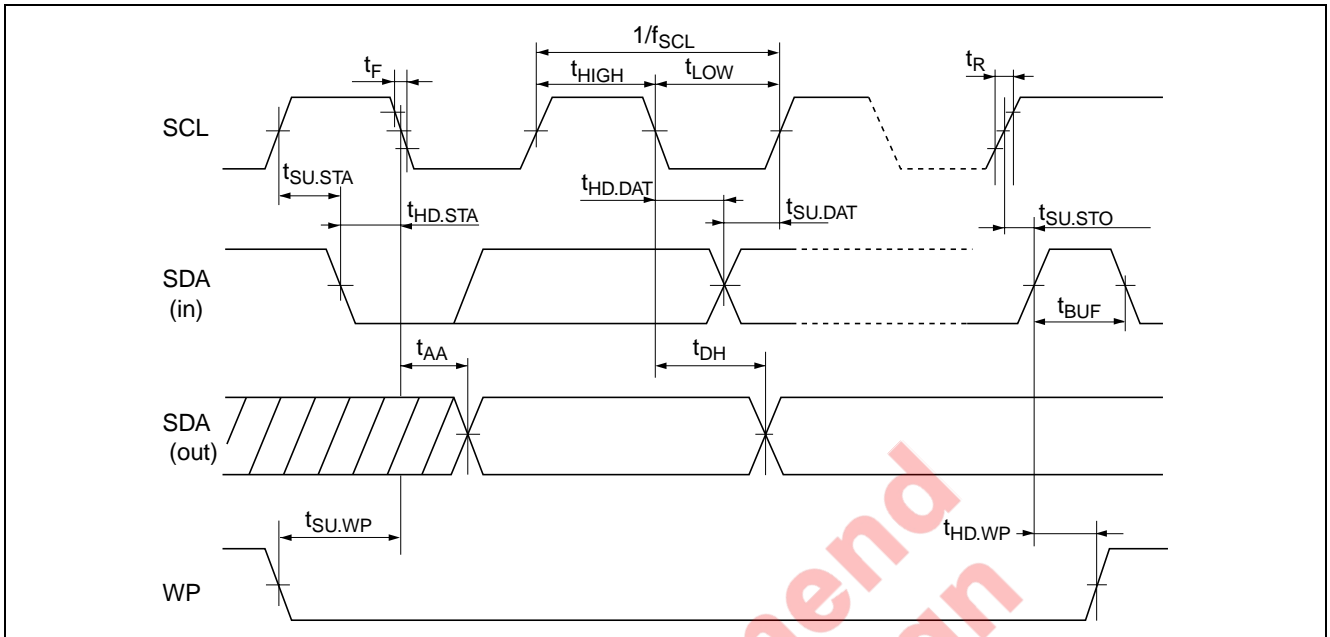 1/fSCL
tF
tHIGH
tLOW
tR
SCL
tSU.STA
tHD.STA
tHD.DAT
tSU.DAT
tSU.STO
SDA
(in)
tBUF
tAA
tDH
SDA
(out)
tSU.WP
tHD.WP
WP